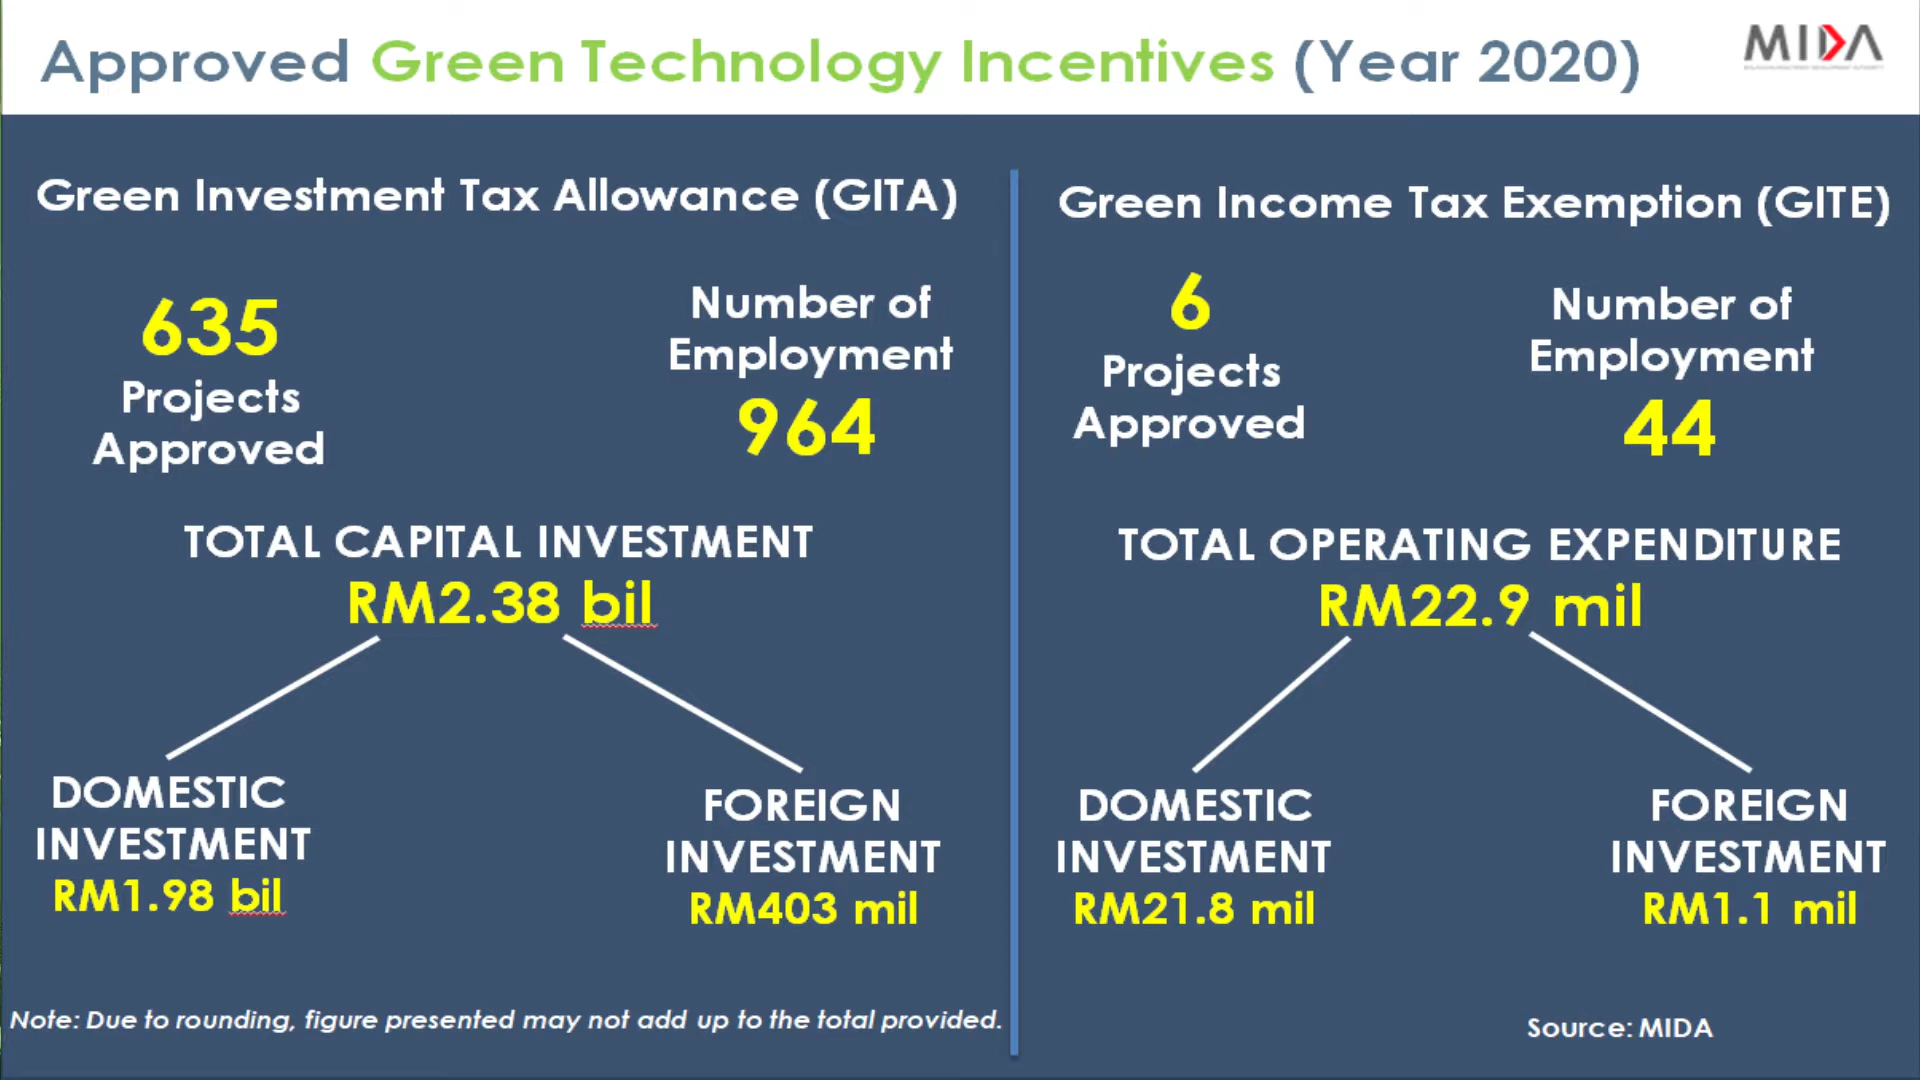 Approved Green Technology Incentives (Year 2020)
MIDA
Green Investment Tax Allowance (GITA)
635
Projects
Approved
Number of
Employment
964
TOTAL CAPITAL INVESTMENT
RM2.38 bil
DOMESTIC
INVESTMENT
RM1.98 bil
FOREIGN
INVESTMENT
RM403 mil
Note: Due to rounding, figure presented may not add up to the total provided.
Green Income Tax Exemption (GITE)
6
Projects
Approved
Number of
Employment
44
TOTAL OPERATING EXPENDITURE
RM22.9 mil
DOMESTIC
INVESTMENT
RM21.8 mil
FOREIGN
INVESTMENT
RM1.1 mil
Source: MIDA